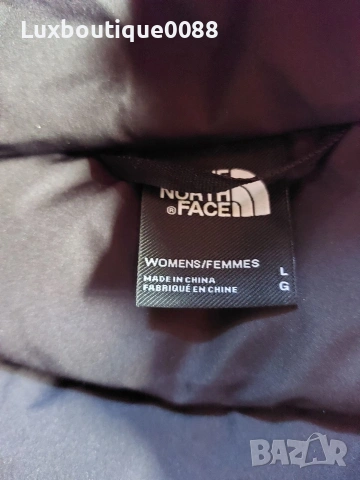 Luxboutique0088
NORTH
®FACE
WOMENS/FEMMES
L
MADE IN CHINA
FABRIQUÉ EN CHINE
G
BAZAR